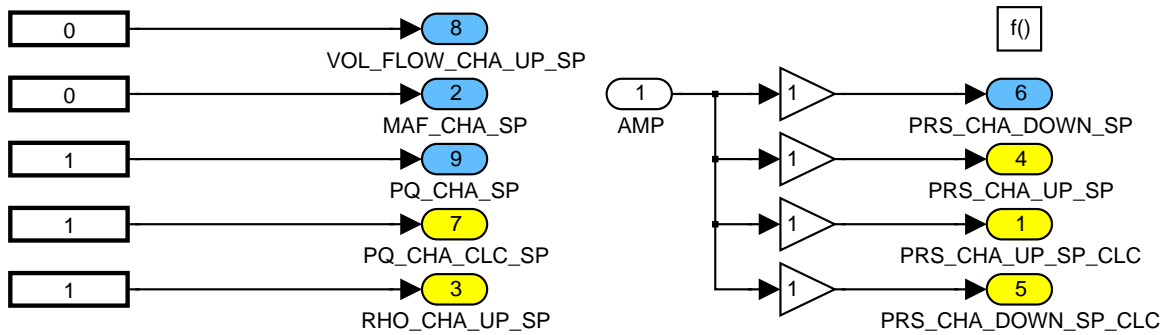 0
8
VOL_FLOW_CHA_UP_SP
0
2
MAF_CHA_SP
1
9
PQ_CHA_SP
1
7
PQ_CHA_CLC_SP
1
3
RHO_CHA_UP_SP
f()
1
AMP
1
6
PRS_CHA_DOWN_SP
1
4
PRS_CHA_UP_SP
1
1
PRS_CHA_UP_SP_CLC
1
5
PRS_CHA_DOWN_SP_CLC